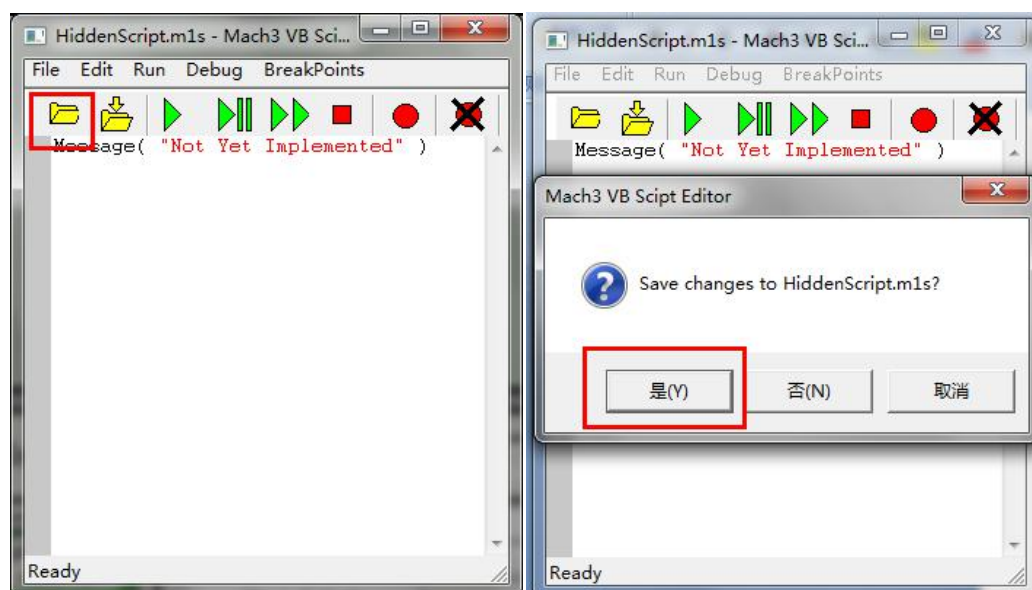 HiddenScript.m1s - Mach3 VB Sci...
File Edit Run Debug BreakPoints
Message( "Not Yet Implemented" )
Ready
HiddenScript.m1s - Mach3 VB Sci...
File Edit Run Debug BreakPoints
Message( "Not Yet Implemented" )
Mach3 VB Scipt Editor
Save changes to HiddenScript.m1s?
是(Y) 否(N) 取消
Ready